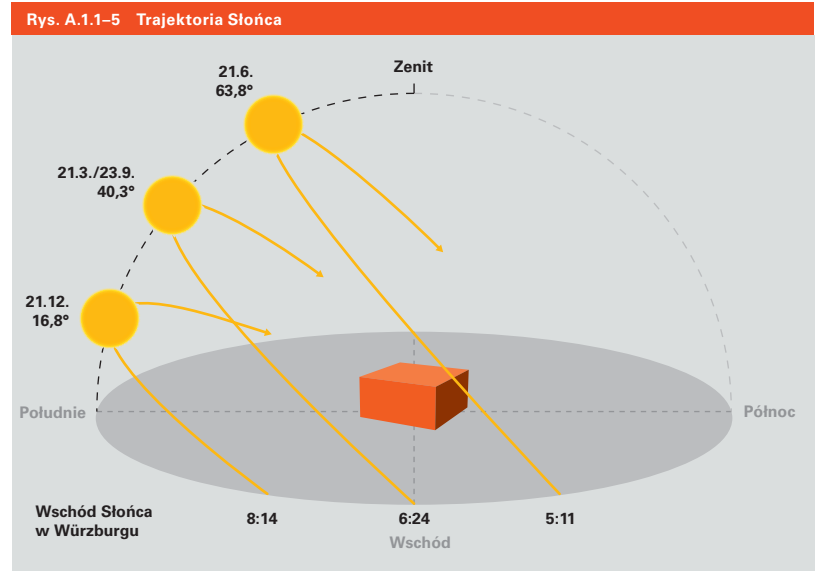 Rys. A.1.1–5 Trajektoria Słońca
Zenit
21.6.
63,8°
21.3./23.9.
40,3°
21.12.
16,8°
Południe
Północ
Wschód Słońca
w Würzburgu
8:14
6:24
5:11
Wschód